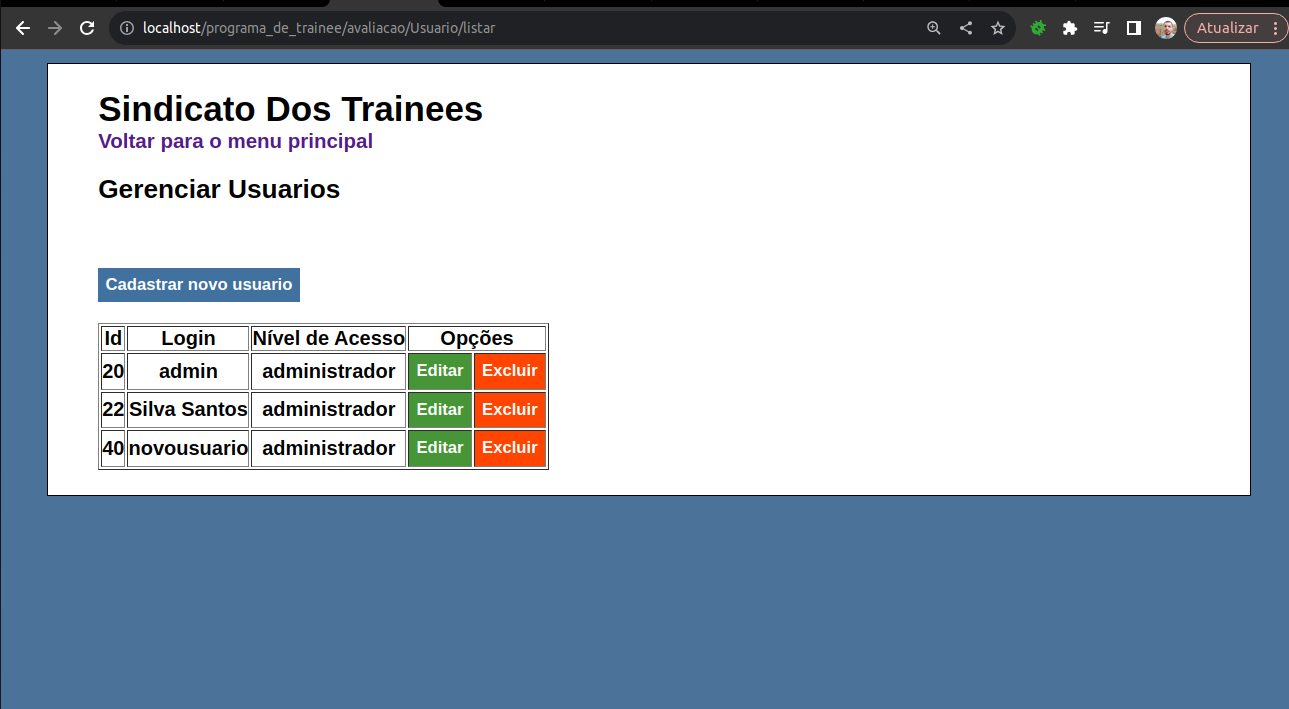 localhost/programa_de_trainee/avaliacao/Usuario/listar
Atualizar
Sindicato Dos Trainees
Voltar para o menu principal
Gerenciar Usuarios
Cadastrar novo usuario
Id Login Nível de Acesso Opções
20 admin administrador Editar Excluir
22 Silva Santos administrador Editar Excluir
40 novousuario administrador Editar Excluir